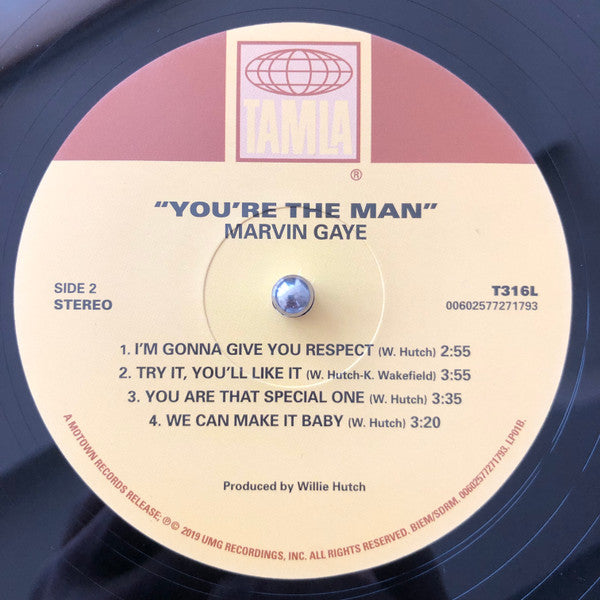 TAMLA
®
"YOU'RE THE MAN"
MARVIN GAYE
SIDE 2
STEREO
T316L
00602577271793
1. I'M GONNA GIVE YOU RESPECT (W. Hutch) 2:55
2. TRY IT, YOU'LL LIKE IT (W. Hutch-K. Wakefield) 3:55
3. YOU ARE THAT SPECIAL ONE (W. Hutch) 3:35
4. WE CAN MAKE IT BABY (W. Hutch) 3:20
Produced by Willie Hutch
A MOTOWN RECORDS RELEASE; ℗© 2019 UMG RECORDINGS, INC. ALL RIGHTS RESERVED. BIEM/SDRM. 00602577271793. LP01B.